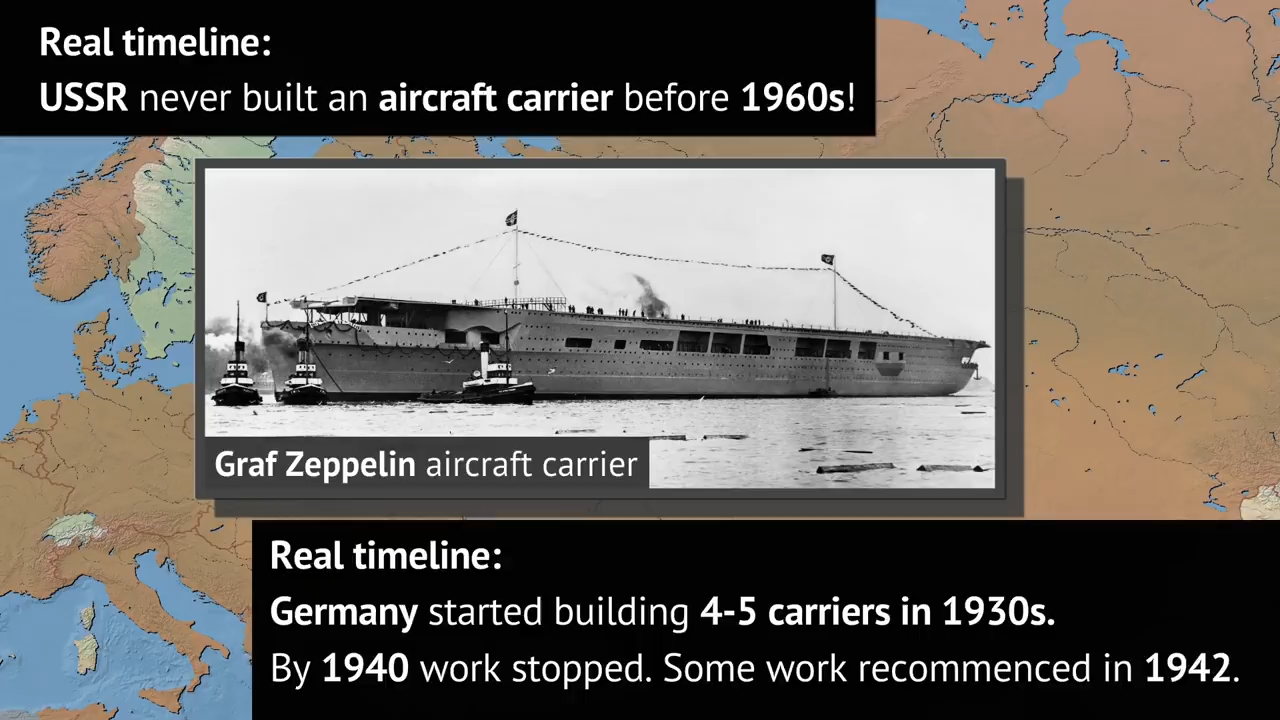 Real timeline:
USSR never built an aircraft carrier before 1960s!
Graf Zeppelin aircraft carrier
Real timeline:
Germany started building 4-5 carriers in 1930s.
By 1940 work stopped. Some work recommenced in 1942.